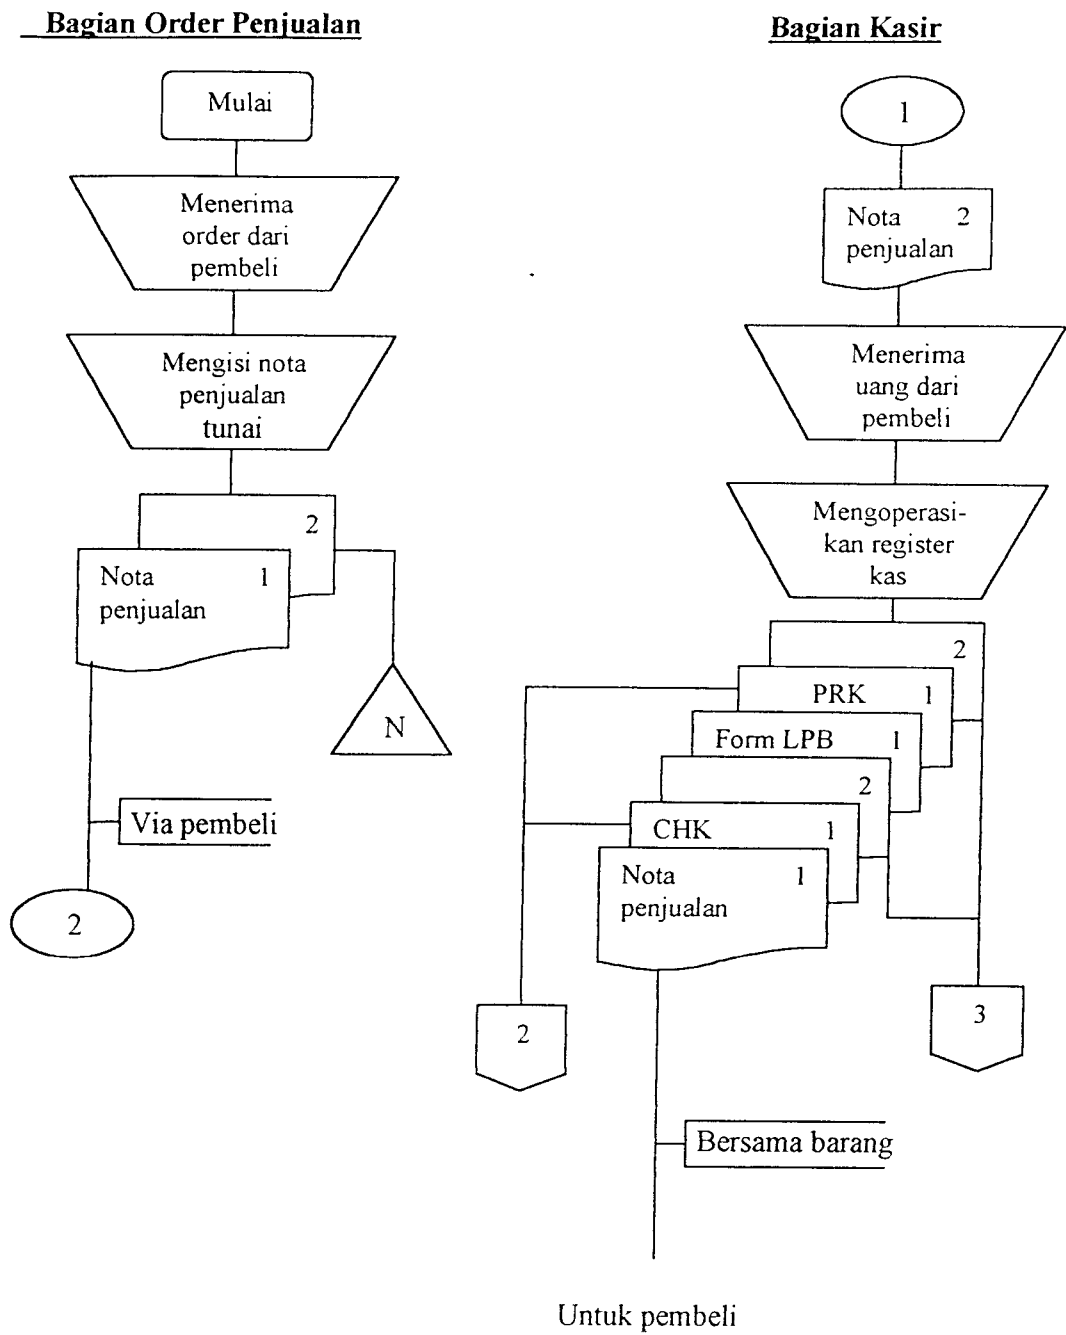 Bagian Order Penjualan
Mulai
Menerima
order dari
pembeli
Mengisi nota
penjualan
tunai
2
Nota 1
penjualan
N
Via pembeli
2
Bagian Kasir
1
Nota 2
penjualan
Menerima
uang dari
pembeli
Mengoperasi-
kan register
kas
2
PRK 1
Form LPB 1
2
CHK 1
Nota 1
penjualan
2
3
Bersama barang
Untuk pembeli